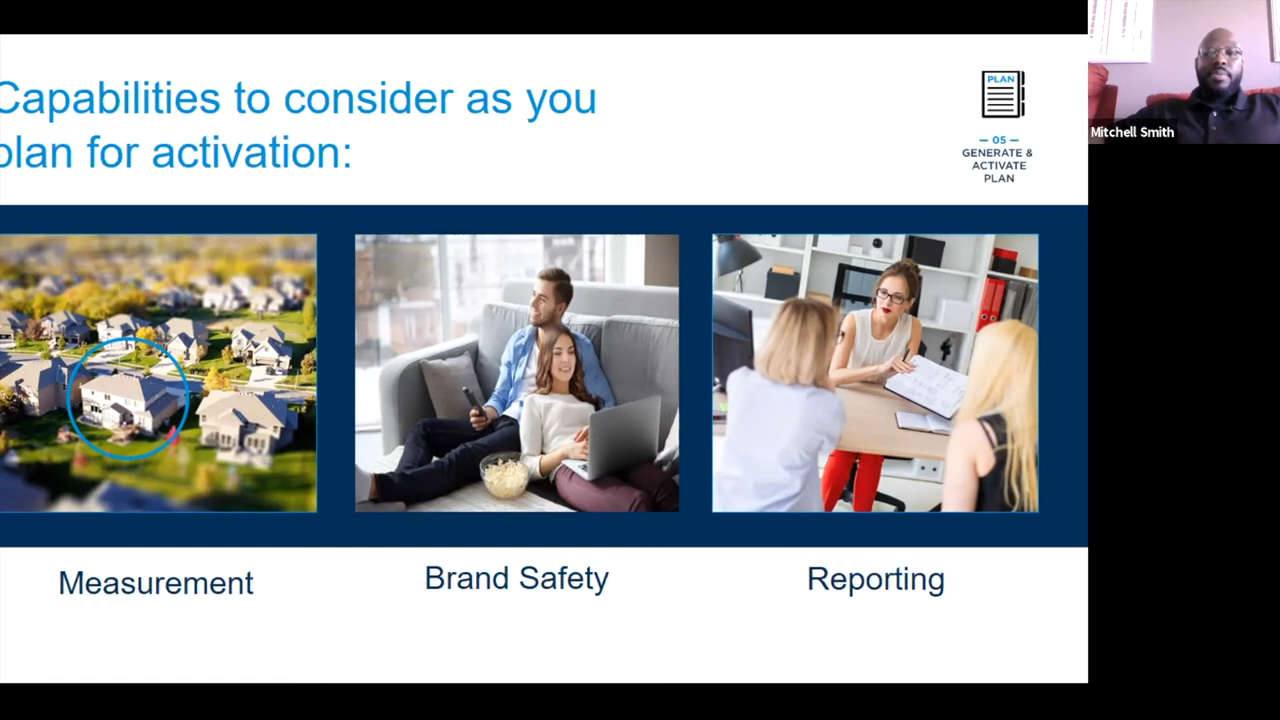 Capabilities to consider as you
plan for activation:
PLAN
— 05 —
GENERATE &
ACTIVATE
PLAN
Mitchell Smith
Measurement
Brand Safety
Reporting